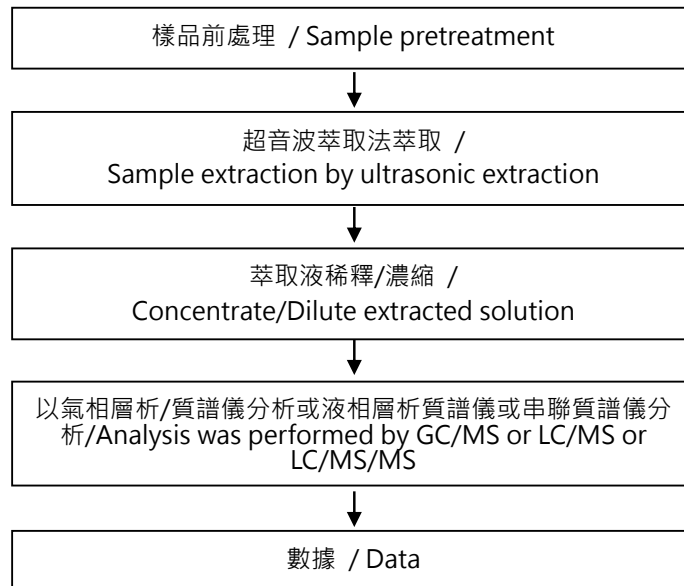 樣品前處理 / Sample pretreatment
超音波萃取法萃取 /
Sample extraction by ultrasonic extraction
萃取液稀釋/濃縮 /
Concentrate/Dilute extracted solution
以氣相層析/質譜儀分析或液相層析質譜儀或串聯質譜儀分
析/Analysis was performed by GC/MS or LC/MS or
LC/MS/MS
數據 / Data